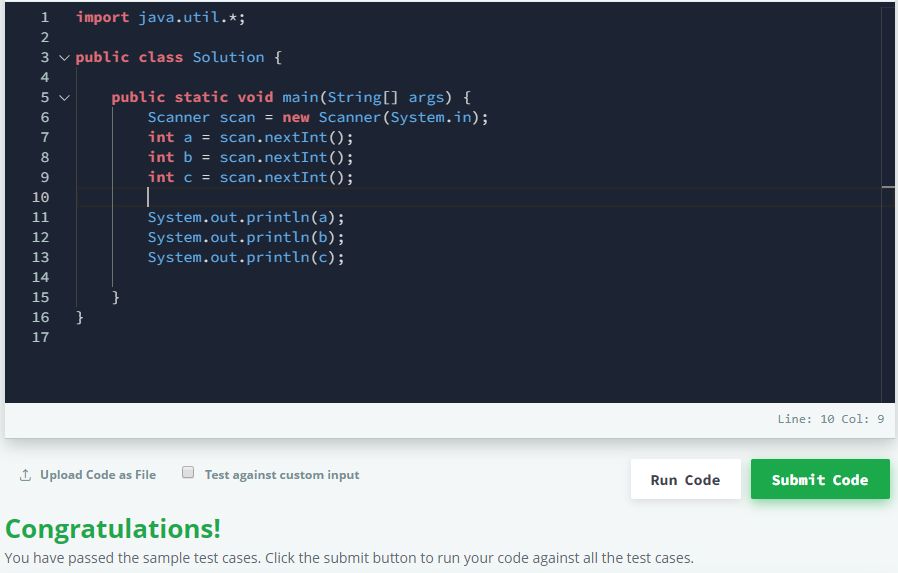 1 import java.util.*;
2
3 public class Solution {
4
5 public static void main(String[] args) {
6 Scanner scan = new Scanner(System.in);
7 int a = scan.nextInt();
8 int b = scan.nextInt();
9 int c = scan.nextInt();
10
11 System.out.println(a);
12 System.out.println(b);
13 System.out.println(c);
14
15 }
16 }
17
Line: 10 Col: 9
Upload Code as File Test against custom input Run Code Submit Code
Congratulations!
You have passed the sample test cases. Click the submit button to run your code against all the test cases.